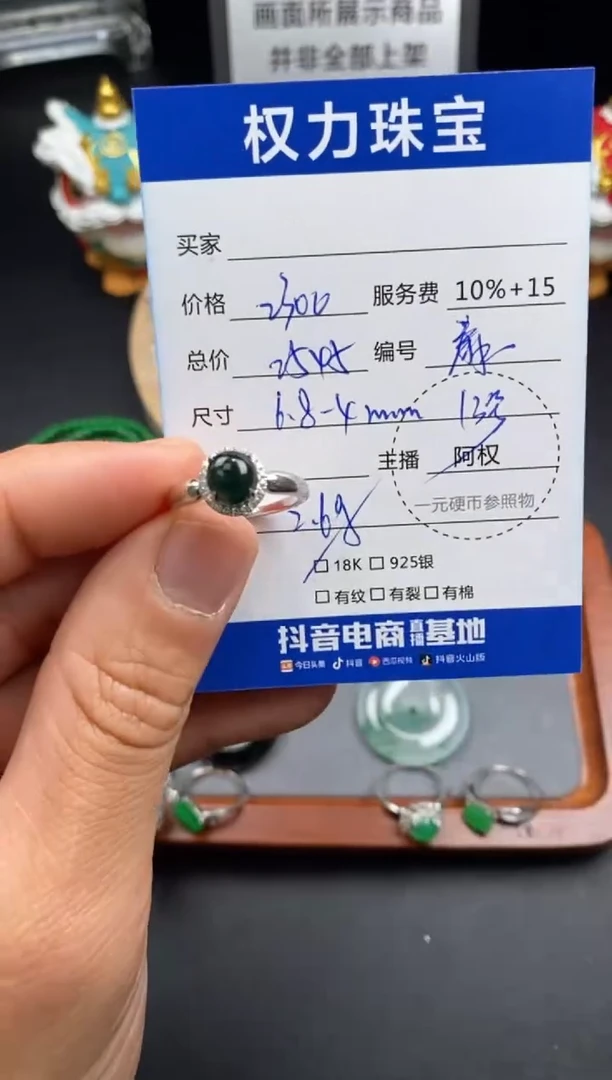 画面所展示商品
并非全部上架
权力珠宝
买家
价格 2300 服务费 10%+15
总价 2545 编号
尺寸 6.8-4mm
主播 阿权
2.6g 一元硬币参照物
□ 18K □ 925银
□ 有纹 □ 有裂 □ 有棉
抖音电商直播基地
今日头条 抖音 西瓜视频 抖音火山版